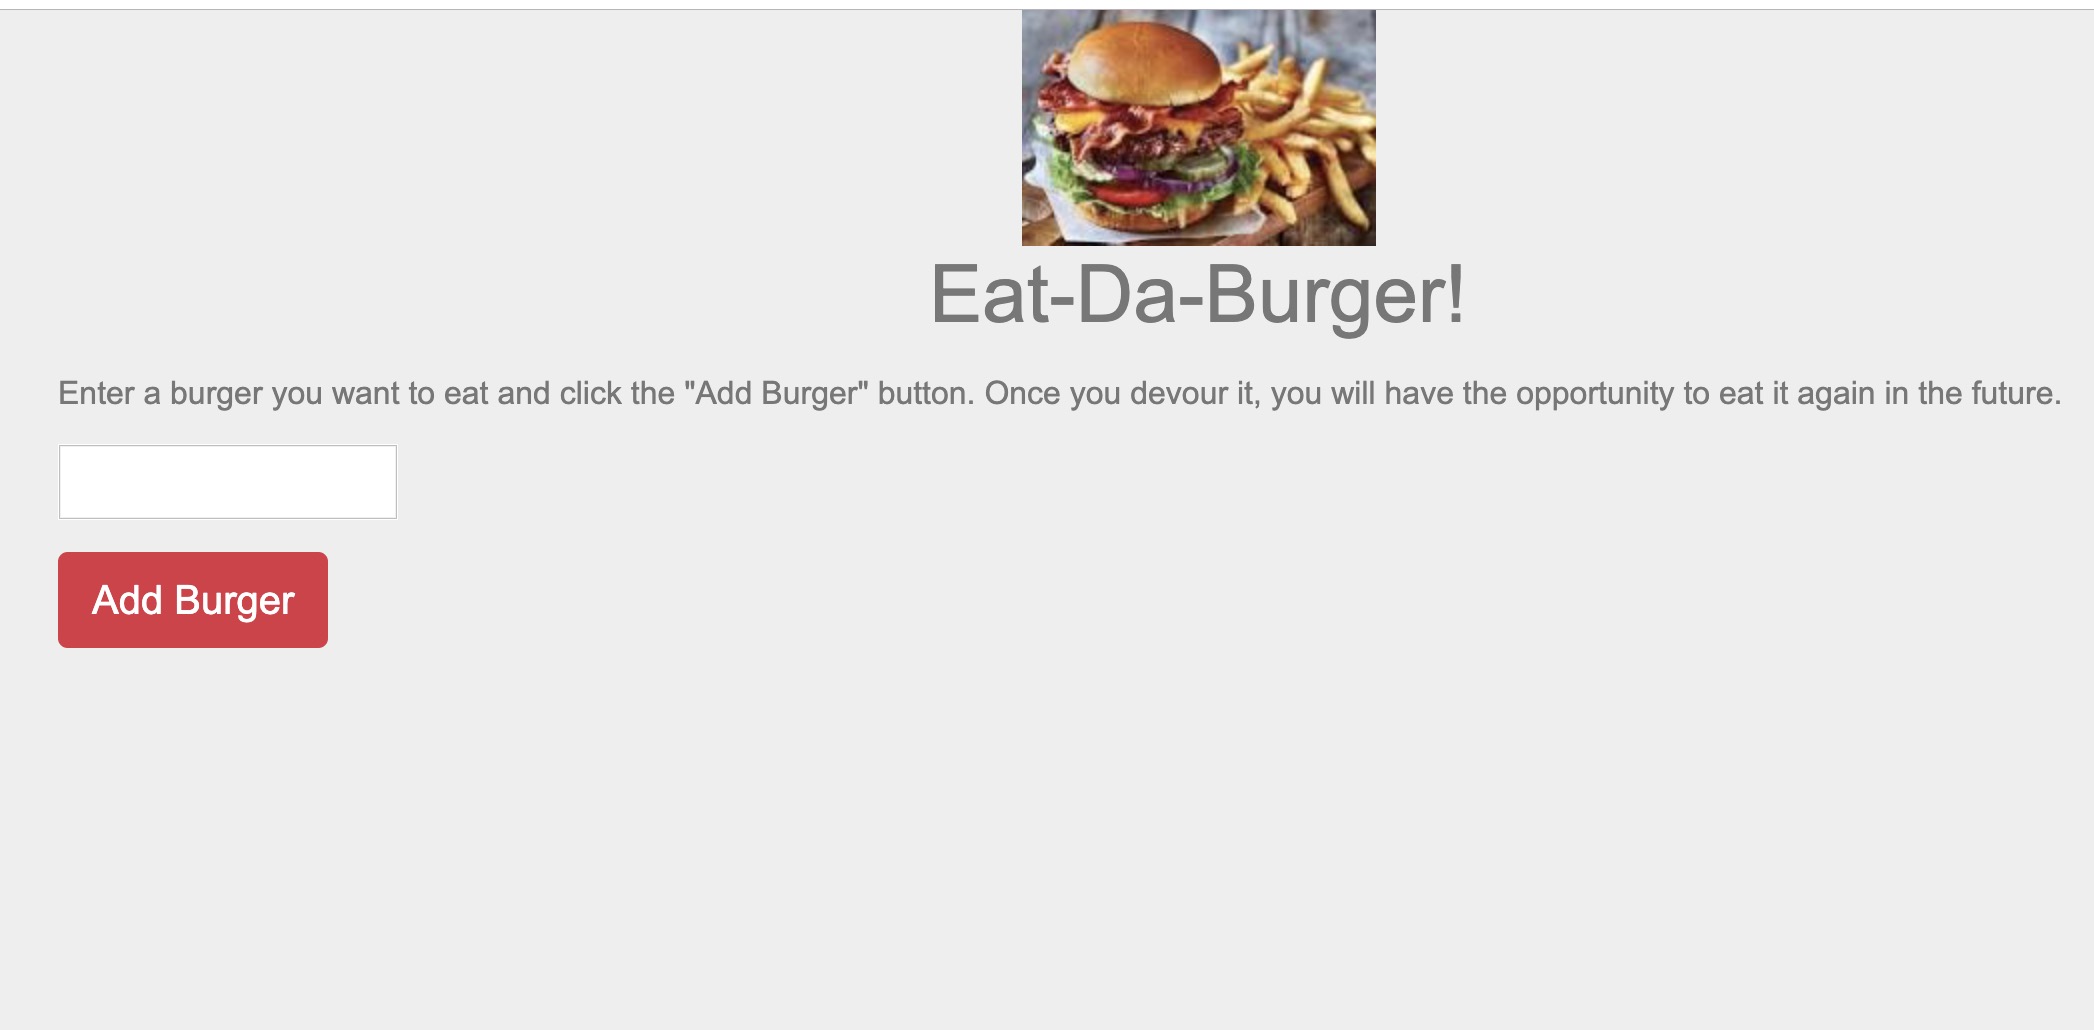 Eat-Da-Burger!
Enter a burger you want to eat and click the "Add Burger" button. Once you devour it, you will have the opportunity to eat it again in the future.
Add Burger